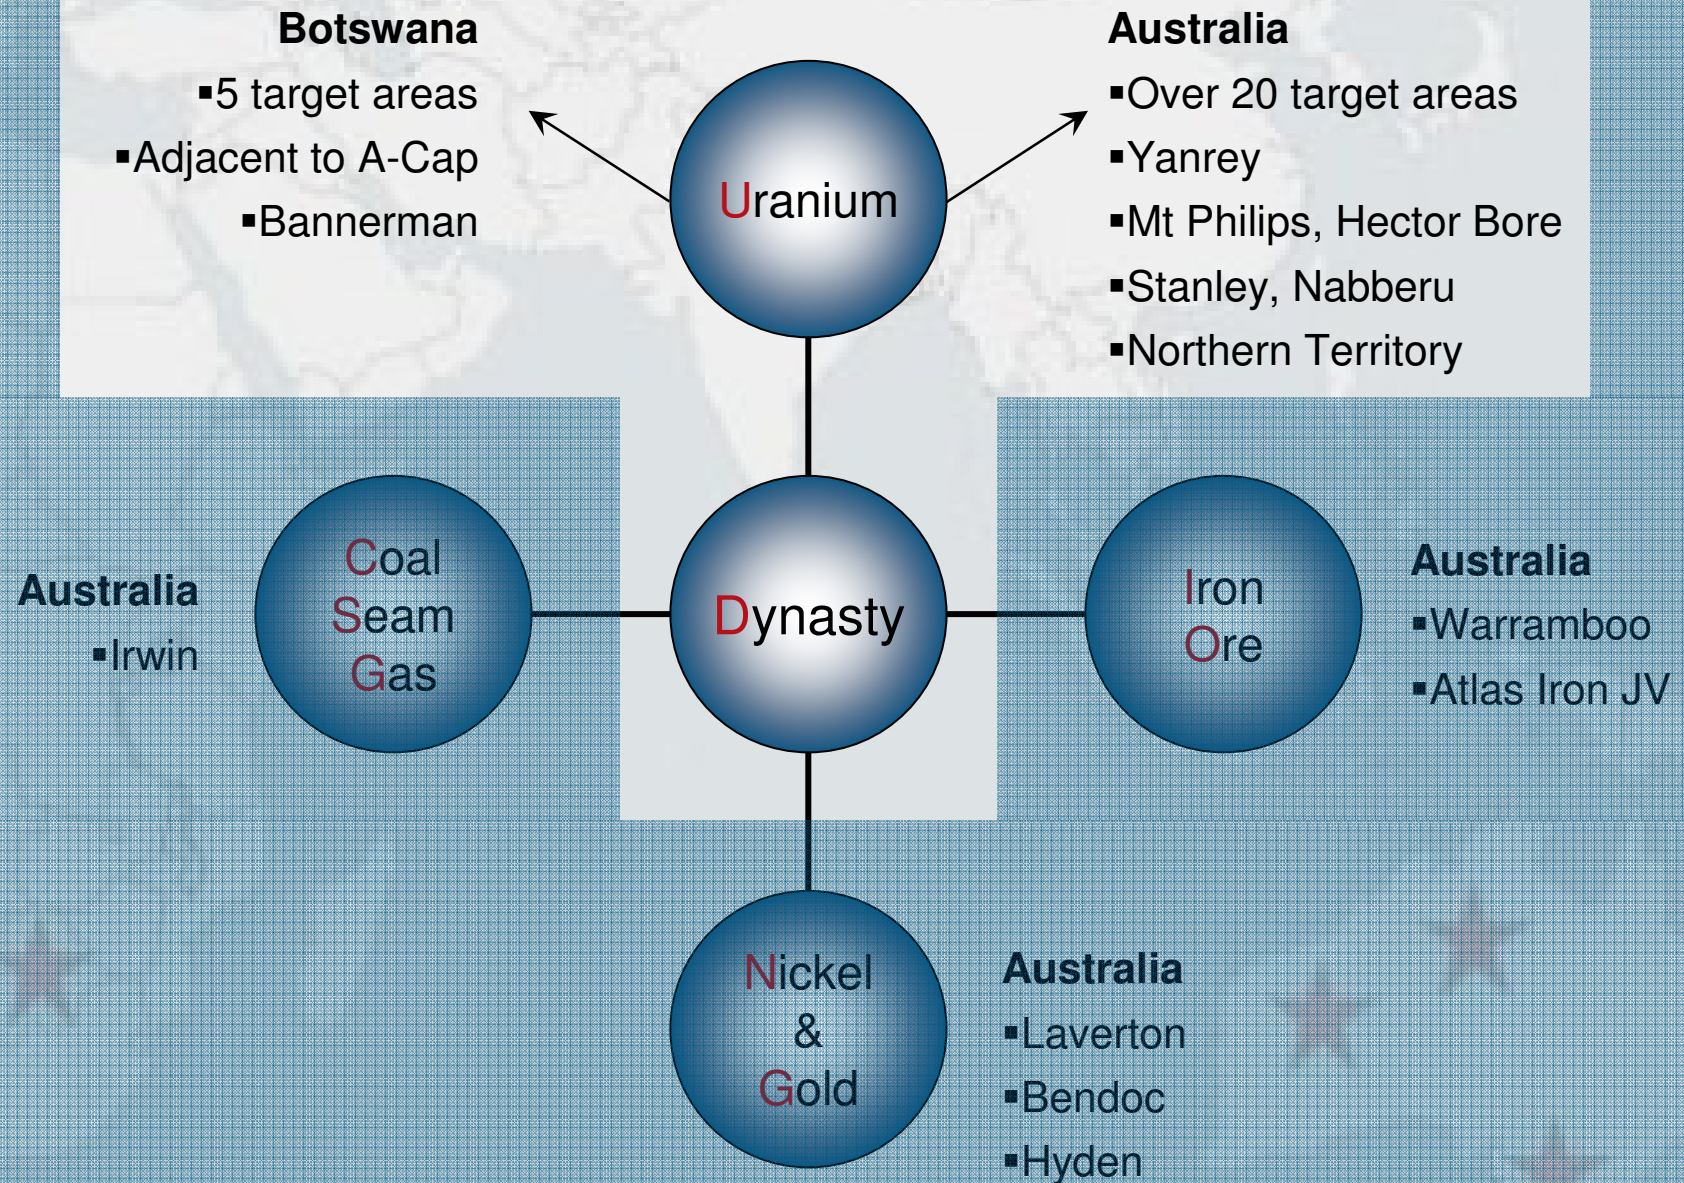 Botswana
▪5 target areas
▪Adjacent to A-Cap
▪Bannerman
Uranium
Australia
▪Over 20 target areas
▪Yanrey
▪Mt Philips, Hector Bore
▪Stanley, Nabberu
▪Northern Territory
Australia
▪Irwin
Coal
Seam
Gas
Dynasty
Iron
Ore
Australia
▪Warramboo
▪Atlas Iron JV
Nickel
&
Gold
Australia
▪Laverton
▪Bendoc
▪Hyden